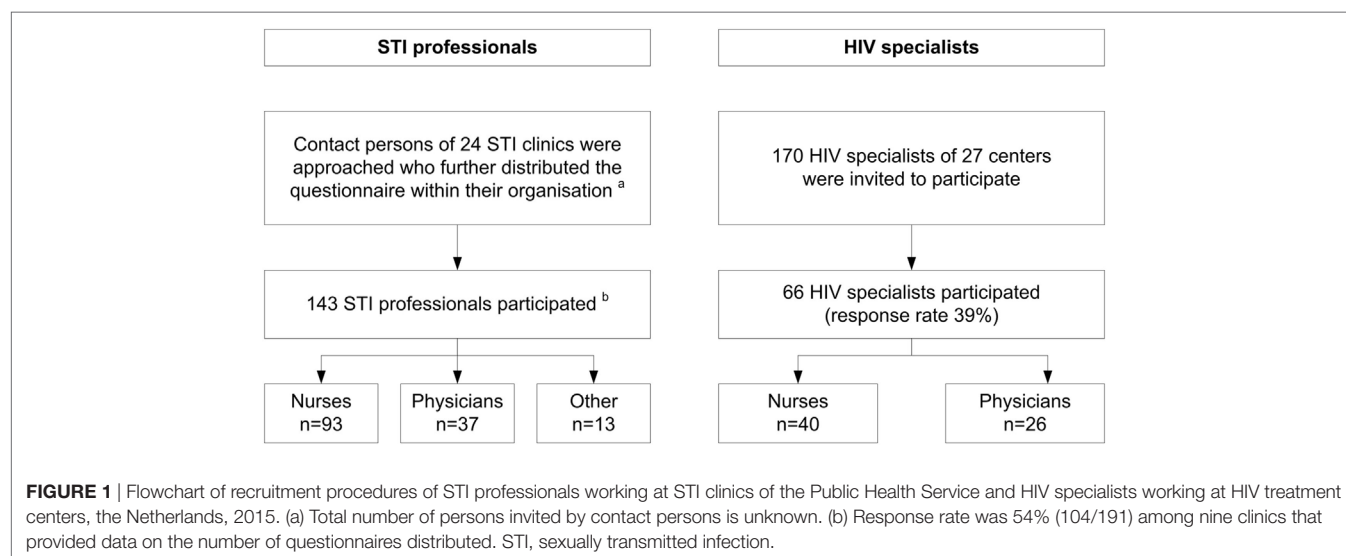 STI professionals
HIV specialists
Contact persons of 24 STI clinics were
approached who further distributed the
questionnaire within their organisation a
170 HIV specialists of 27 centers
were invited to participate
143 STI professionals participated b
66 HIV specialists participated
(response rate 39%)
Nurses
n=93
Physicians
n=37
Other
n=13
Nurses
n=40
Physicians
n=26
FIGURE 1 | Flowchart of recruitment procedures of STI professionals working at STI clinics of the Public Health Service and HIV specialists working at HIV treatment
centers, the Netherlands, 2015. (a) Total number of persons invited by contact persons is unknown. (b) Response rate was 54% (104/191) among nine clinics that
provided data on the number of questionnaires distributed. STI, sexually transmitted infection.